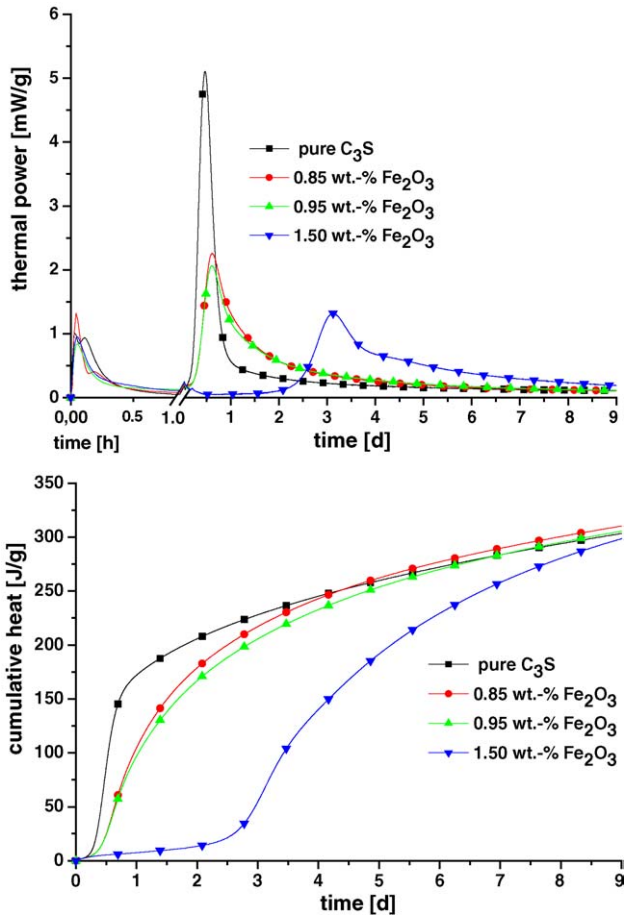 thermal power [mW/g]
6
5
4
3
2
1
0
pure C₃S
0.85 wt.-% Fe₂O₃
0.95 wt.-% Fe₂O₃
1.50 wt.-% Fe₂O₃
0,00 0.5 1.0 1 2 3 4 5 6 7 8 9
time [h] time [d]
cumulative heat [J/g]
350
300
250
200
150
100
50
0
pure C₃S
0.85 wt.-% Fe₂O₃
0.95 wt.-% Fe₂O₃
1.50 wt.-% Fe₂O₃
0 1 2 3 4 5 6 7 8 9
time [d]